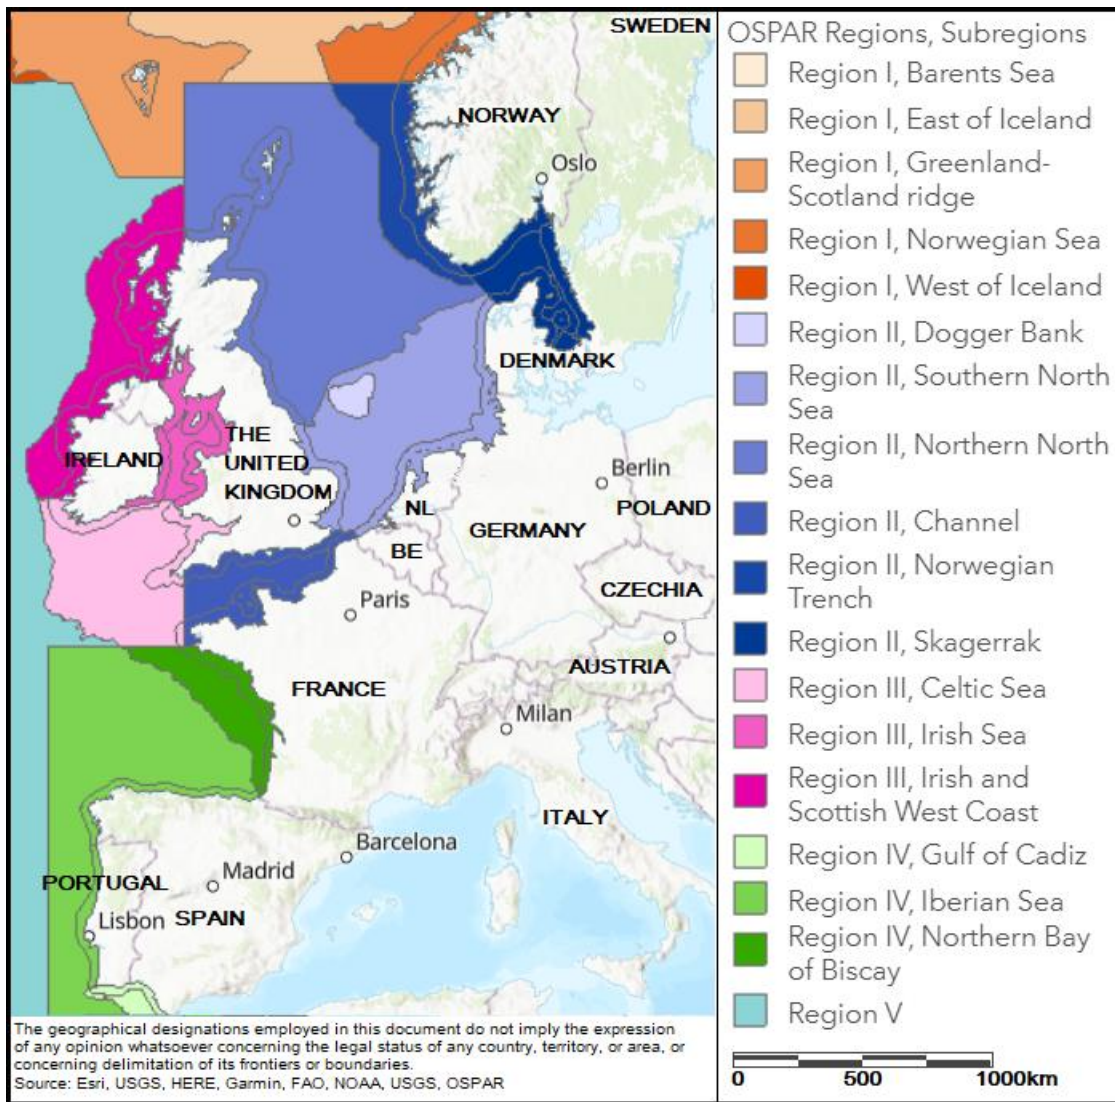 SWEDEN
NORWAY
Oslo
DENMARK
IRELAND
THE
UNITED
KINGDOM
NL
BE
Berlin
GERMANY
POLAND
CZECHIA
Paris
AUSTRIA
FRANCE
Milan
ITALY
Barcelona
Madrid
PORTUGAL
SPAIN
Lisbon
The geographical designations employed in this document do not imply the expression
of any opinion whatsoever concerning the legal status of any country, territory, or area, or
concerning delimitation of its frontiers or boundaries.
Source: Esri, USGS, HERE, Garmin, FAO, NOAA, USGS, OSPAR
OSPAR Regions, Subregions
Region I, Barents Sea
Region I, East of Iceland
Region I, Greenland-
Scotland ridge
Region I, Norwegian Sea
Region I, West of Iceland
Region II, Dogger Bank
Region II, Southern North
Sea
Region II, Northern North
Sea
Region II, Channel
Region II, Norwegian
Trench
Region II, Skagerrak
Region III, Celtic Sea
Region III, Irish Sea
Region III, Irish and
Scottish West Coast
Region IV, Gulf of Cadiz
Region IV, Iberian Sea
Region IV, Northern Bay
of Biscay
Region V
0 500 1000km